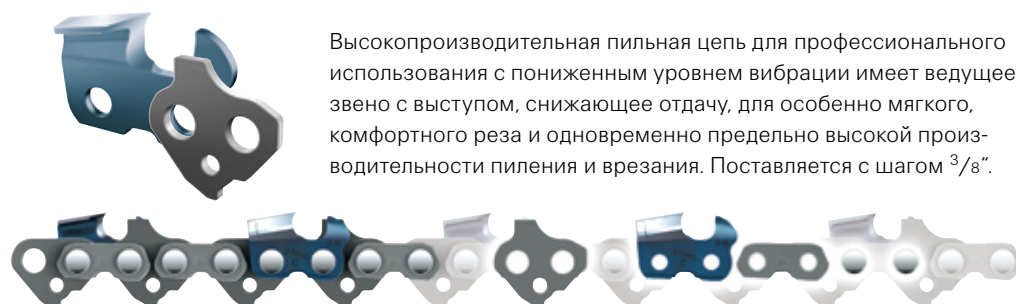 Высокопроизводительная пильная цепь для профессионального
использования с пониженным уровнем вибрации имеет ведущее
звено с выступом, снижающее отдачу, для особенно мягкого,
комфортного реза и одновременно предельно высокой произ-
водительности пиления и врезания. Поставляется с шагом 3/8“.